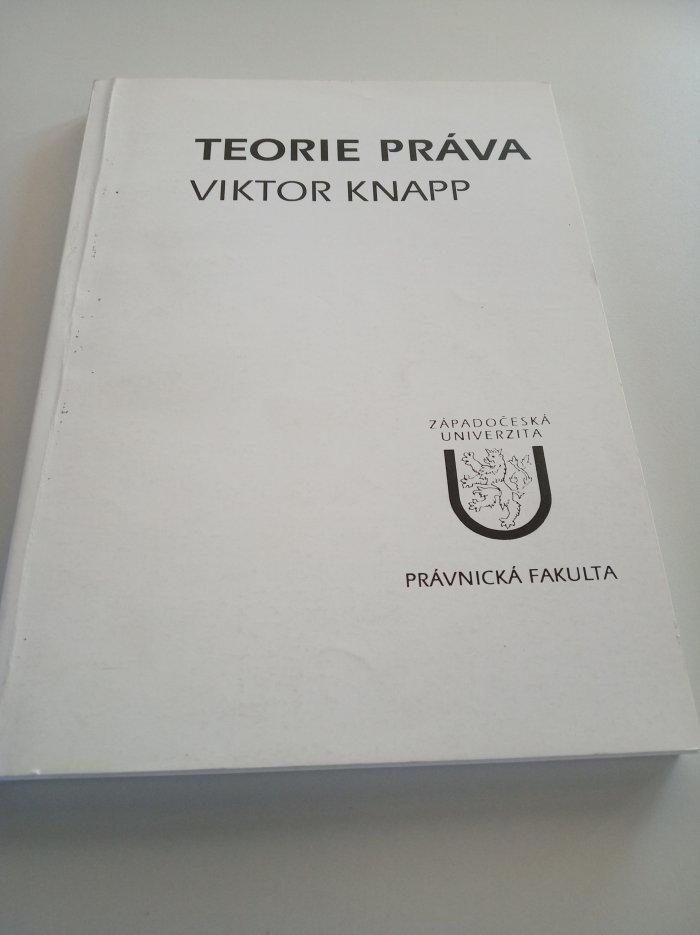 TEORIE PRÁVA
VIKTOR KNAPP
ZÁPADOČESKÁ
UNIVERZITA
PRÁVNICKÁ FAKULTA